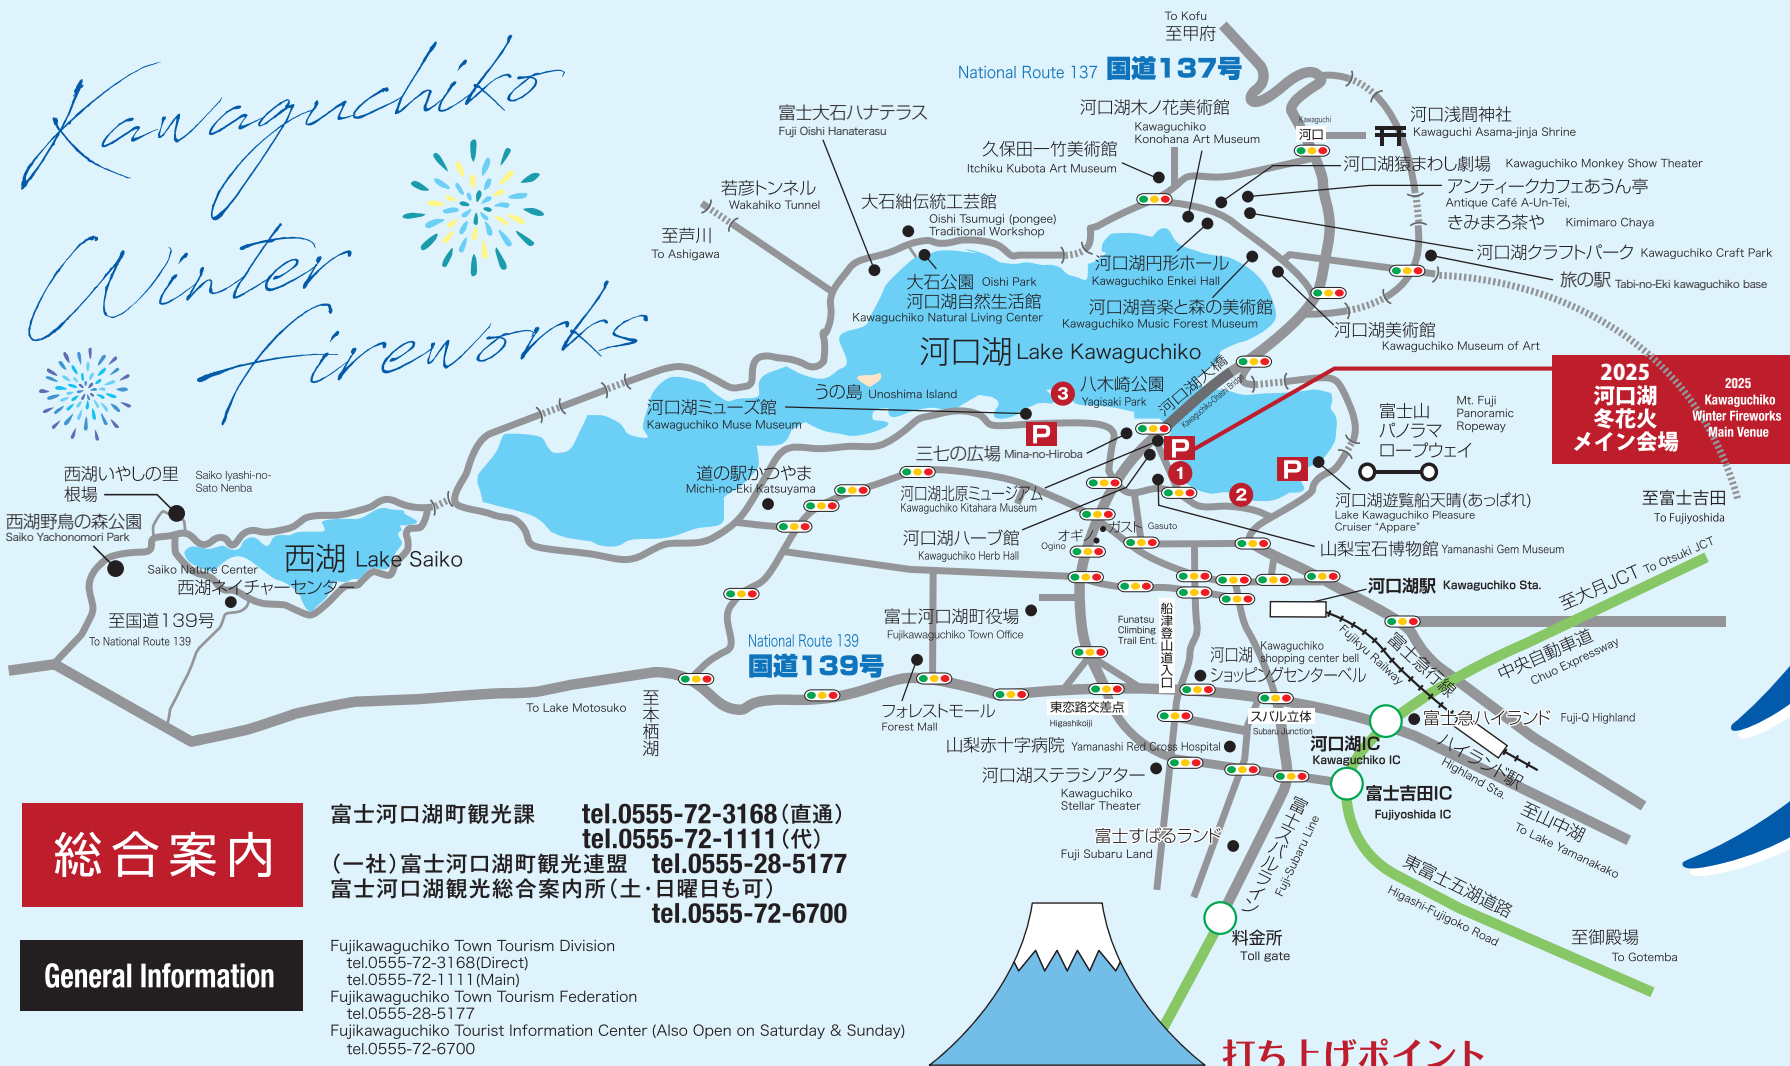 Kawaguchiko
Winter
fireworks
To Kofu
至甲府
National Route 137 国道137号
富士大石ハナテラス
Fuji Oishi Hanaterasu
河口湖木ノ花美術館
Kawaguchiko
Konohana Art Museum
久保田一竹美術館
Itchiku Kubota Art Museum
Kawaguchi
河口
河口浅間神社
Kawaguchi Asama-jinja Shrine
河口湖猿まわし劇場 Kawaguchiko Monkey Show Theater
アンティークカフェあうん亭
Antique Café A-Un-Tei,
きみまろ茶や Kimimaro Chaya
河口湖クラフトパーク Kawaguchiko Craft Park
旅の駅 Tabi-no-Eki kawaguchiko base
若彦トンネル
Wakahiko Tunnel
大石紬伝統工芸館
Oishi Tsumugi (pongee)
Traditional Workshop
至芦川
To Ashigawa
大石公園 Oishi Park
河口湖自然生活館
Kawaguchiko Natural Living Center
河口湖円形ホール
Kawaguchiko Enkei Hall
河口湖音楽と森の美術館
Kawaguchiko Music Forest Museum
河口湖美術館
Kawaguchiko Museum of Art
河口湖 Lake Kawaguchiko
河口湖大橋
Kawaguchiko-Ohashi Bridge
うの島 Unoshima Island
3
八木崎公園
Yagisaki Park
河口湖ミューズ館
Kawaguchiko Muse Museum
P
P
1
P
2
2025
河口湖
冬花火
メイン会場
2025
Kawaguchiko
Winter Fireworks
Main Venue
富士山
パノラマ
ロープウェイ
Mt. Fuji
Panoramic
Ropeway
三七の広場 Mina-no-Hiroba
道の駅かつやま
Michi-no-Eki Katsuyama
河口湖北原ミュージアム
Kawaguchiko Kitahara Museum
河口湖ハーブ館
Kawaguchiko Herb Hall
オギノ
Ogino
ガスト Gasuto
河口湖遊覧船天晴(あっぱれ)
Lake Kawaguchiko Pleasure
Cruiser “Appare”
山梨宝石博物館 Yamanashi Gem Museum
至富士吉田
To Fujiyoshida
西湖いやしの里
根場
Saiko Iyashi-no-
Sato Nenba
西湖野鳥の森公園
Saiko Yachonomori Park
西湖 Lake Saiko
Saiko Nature Center
西湖ネイチャーセンター
至国道139号
To National Route 139
河口湖駅 Kawaguchiko Sta.
至大月JCT To Otsuki JCT
中央自動車道
Chuo Expressway
富士急行線
Fujikyu Railway
富士河口湖町役場
Fujikawaguchiko Town Office
Funatsu
Climbing
Trail Ent.
船津登山道入口
河口湖
Kawaguchiko
shopping center bell
ショッピングセンターベル
National Route 139
国道139号
To Lake Motosuko
至本栖湖
フォレストモール
Forest Mall
東恋路交差点
Higashikoiji
スバル立体
Subaru Junction
山梨赤十字病院 Yamanashi Red Cross Hospital
河口湖ステラシアター
Kawaguchiko
Stellar Theater
富士急ハイランド Fuji-Q Highland
河口湖IC
Kawaguchiko IC
ハイランド駅
Highland Sta.
富士吉田IC
Fujiyoshida IC
至山中湖
To Lake Yamanakako
富士すばるランド
Fuji Subaru Land
富士スバルライン
Fuji-Subaru Line
東富士五湖道路
Higashi-Fujigoko Road
料金所
Toll gate
至御殿場
To Gotemba
総合案内
富士河口湖町観光課 tel.0555-72-3168(直通)
tel.0555-72-1111(代)
(一社)富士河口湖町観光連盟 tel.0555-28-5177
富士河口湖観光総合案内所(土・日曜日も可)
tel.0555-72-6700
General Information
Fujikawaguchiko Town Tourism Division
tel.0555-72-3168(Direct)
tel.0555-72-1111(Main)
Fujikawaguchiko Town Tourism Federation
tel.0555-28-5177
Fujikawaguchiko Tourist Information Center (Also Open on Saturday & Sunday)
tel.0555-72-6700
打ち上げポイント